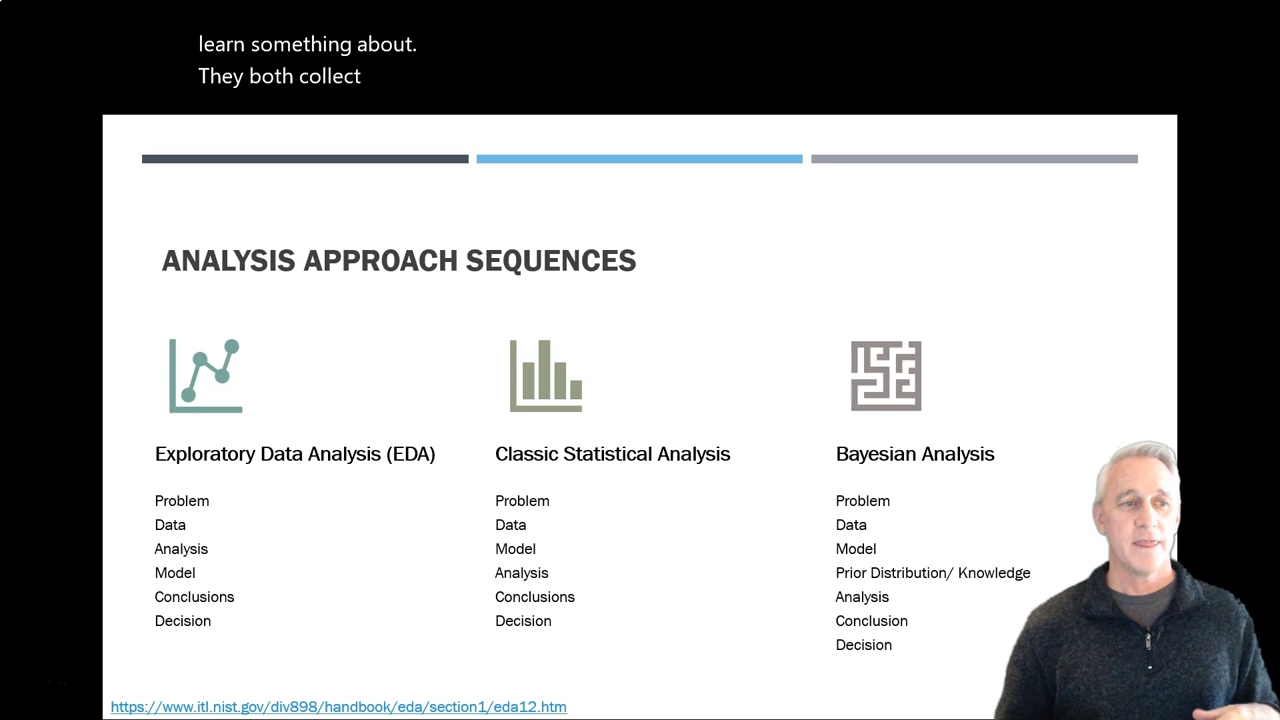 learn something about.
They both collect
ANALYSIS APPROACH SEQUENCES
Exploratory Data Analysis (EDA)
Problem
Data
Analysis
Model
Conclusions
Decision
Classic Statistical Analysis
Problem
Data
Model
Analysis
Conclusions
Decision
Bayesian Analysis
Problem
Data
Model
Prior Distribution/ Knowledge
Analysis
Conclusion
Decision
https://www.itl.nist.gov/div898/handbook/eda/section1/eda12.htm